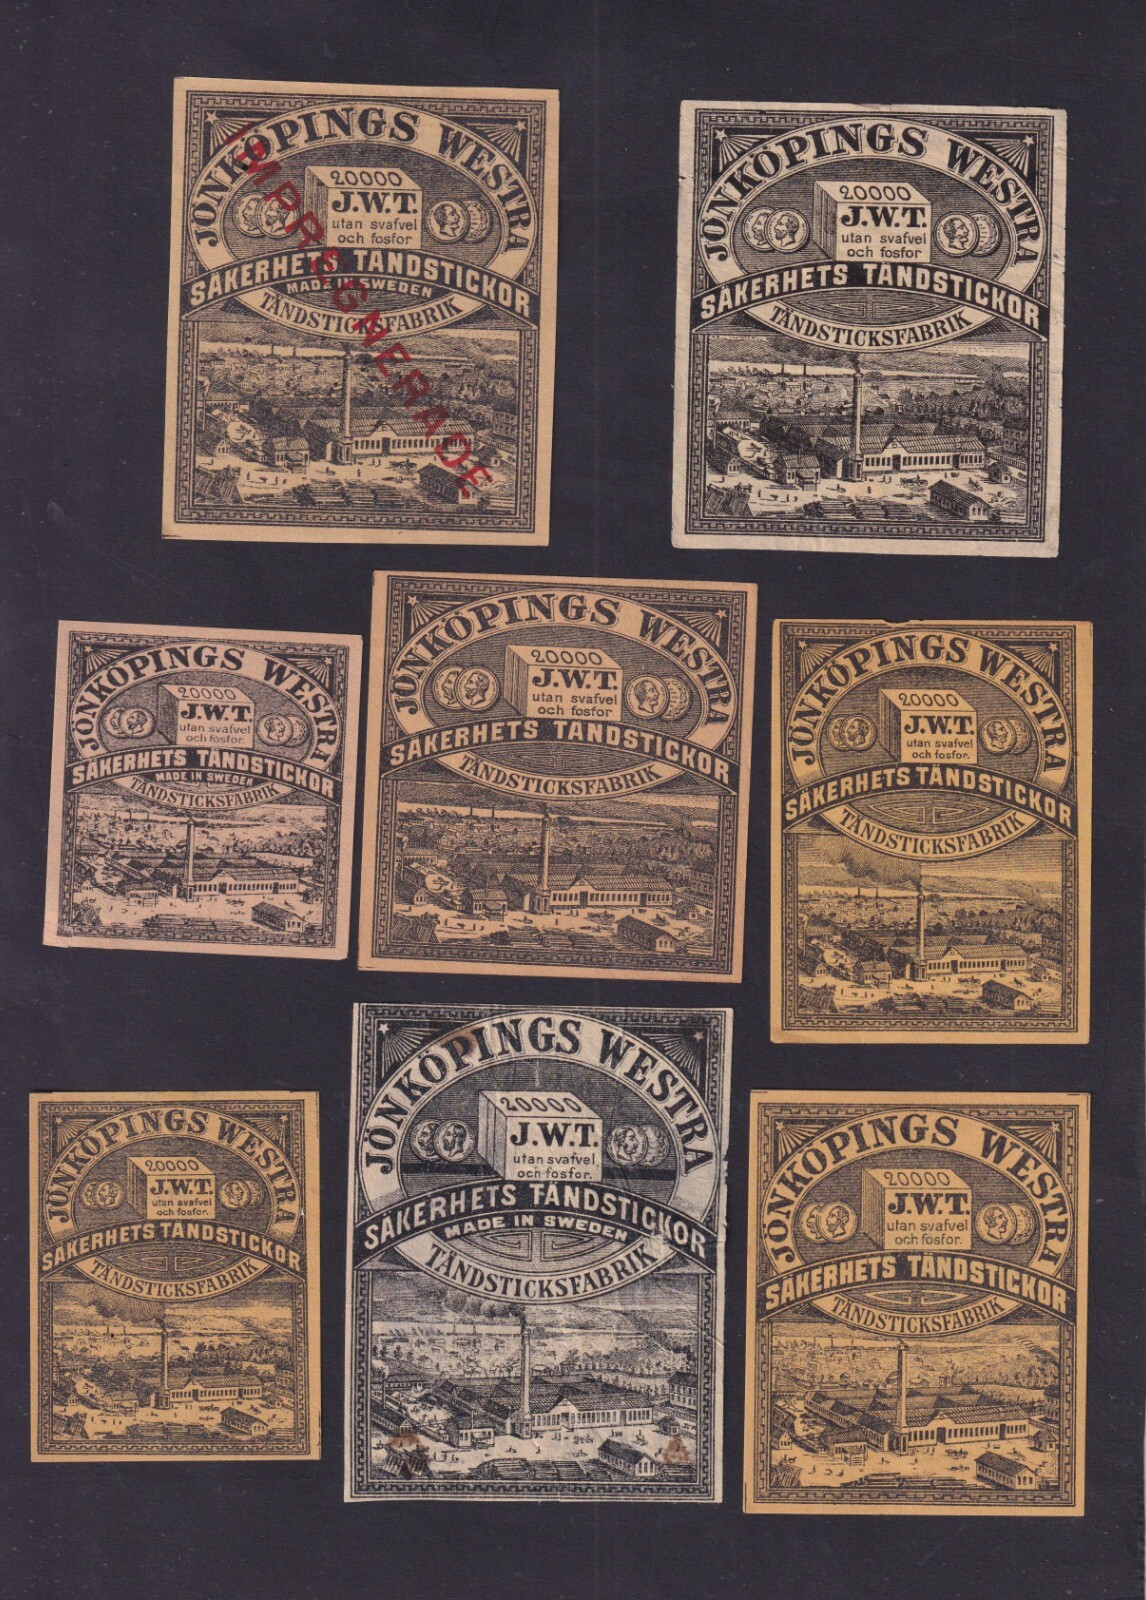 JÖNKÖPINGS WESTRA
IMPREGNERADE
20000
J.W.T.
utan svafvel
och fosfor
SÄKERHETS TÄNDSTICKOR
MADE IN SWEDEN
TÄNDSTICKSFABRIK
JÖNKÖPINGS WESTRA
20000
J.W.T.
utan svafvel
och fosfor
SÄKERHETS TÄNDSTICKOR
TÄNDSTICKSFABRIK
JÖNKÖPINGS WESTRA
20000
J.W.T.
utan svafvel
och fosfor.
SÄKERHETS TÄNDSTICKOR
MADE IN SWEDEN
TÄNDSTICKSFABRIK
JÖNKÖPINGS WESTRA
20000
J.W.T.
utan svafvel
och fosfor
SÄKERHETS TÄNDSTICKOR
TÄNDSTICKSFABRIK
JÖNKÖPINGS WESTRA
20000
J.W.T.
utan svafvel
och fosfor.
SÄKERHETS TÄNDSTICKOR
TÄNDSTICKSFABRIK
JÖNKÖPINGS WESTRA
20000
J.W.T.
utan svafvel
och fosfor.
SÄKERHETS TÄNDSTICKOR
TÄNDSTICKSFABRIK
JÖNKÖPINGS WESTRA
20000
J.W.T.
utan svafvel
och fosfor.
SÄKERHETS TÄNDSTICKOR
MADE IN SWEDEN
TÄNDSTICKSFABRIK
JÖNKÖPINGS WESTRA
20000
J.W.T.
utan svafvel
och fosfor.
SÄKERHETS TÄNDSTICKOR
TÄNDSTICKSFABRIK